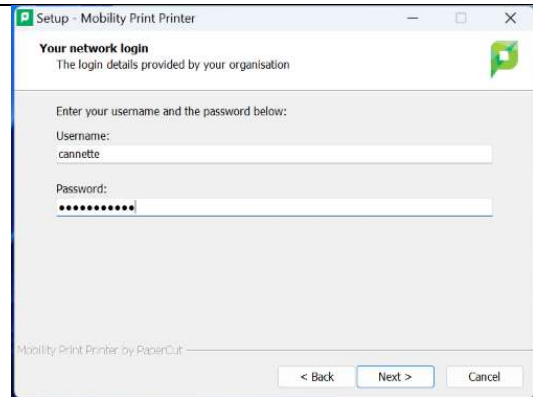 Setup - Mobility Print Printer
Your network login
The login details provided by your organisation
Enter your username and the password below:
Username:
cannette
Password:
●●●●●●●●●●●
Mobility Print Printer by PaperCut
< Back Next > Cancel